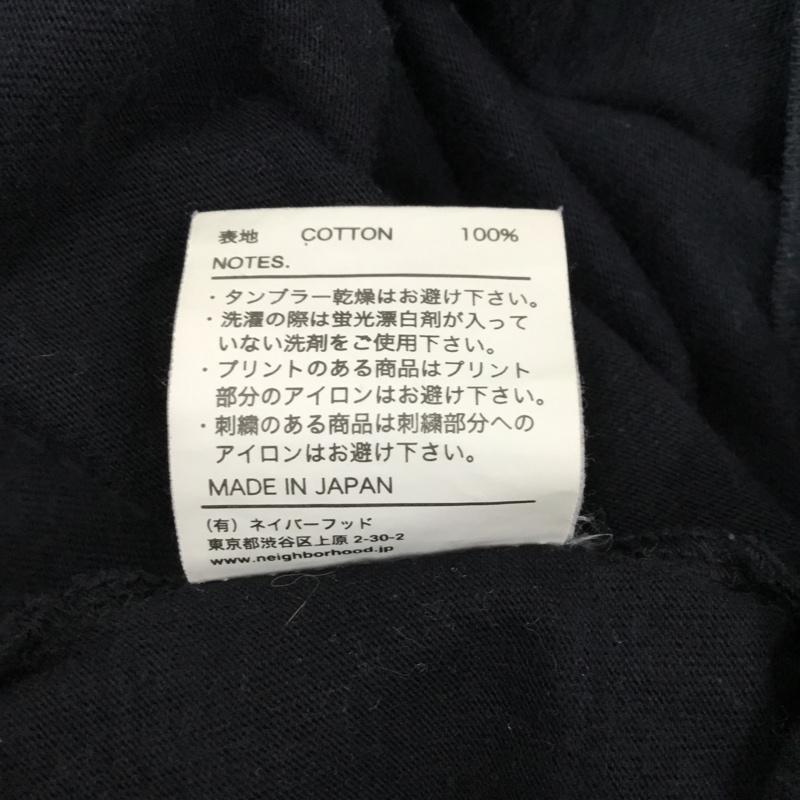 表地 COTTON 100%
NOTES.
・タンブラー乾燥はお避け下さい。
・洗濯の際は蛍光漂白剤が入って
いない洗剤をご使用下さい。
・プリントのある商品はプリント
部分のアイロンはお避け下さい。
・刺繍のある商品は刺繍部分への
アイロンはお避け下さい。
MADE IN JAPAN
(有) ネイバーフッド
東京都渋谷区上原 2-30-2
www.neighborhood.jp